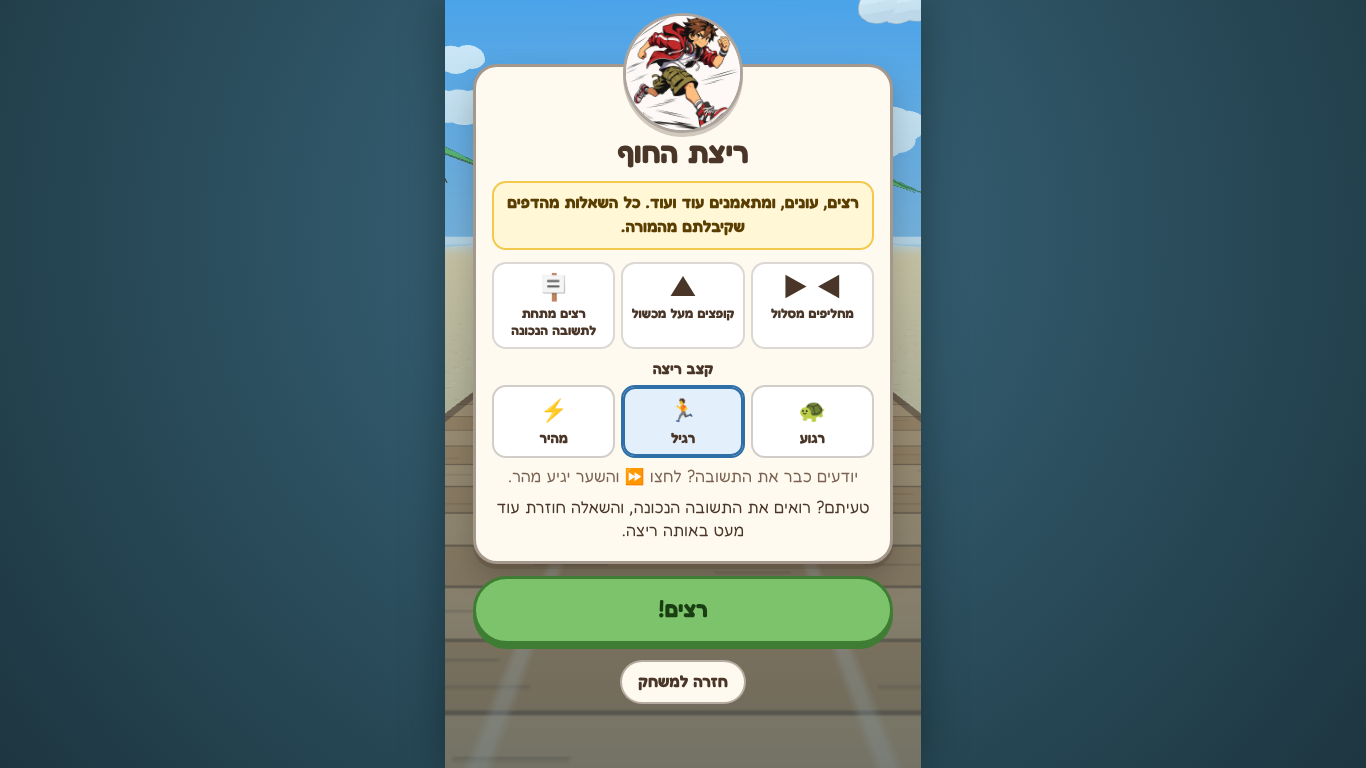 ריצת החוף
רצים, עונים, ומתאמנים עוד ועוד. כל השאלות מהדפים
שקיבלתם מהמורה.
מחליפים מסלול
קופצים מעל מכשול
רצים מתחת
לתשובה הנכונה
קצב ריצה
רגוע
רגיל
מהיר
יודעים כבר את התשובה? לחצו ⏩ והשער יגיע מהר.
טעיתם? רואים את התשובה הנכונה, והשאלה חוזרת עוד
מעט באותה ריצה.
רצים!
חזרה למשחק